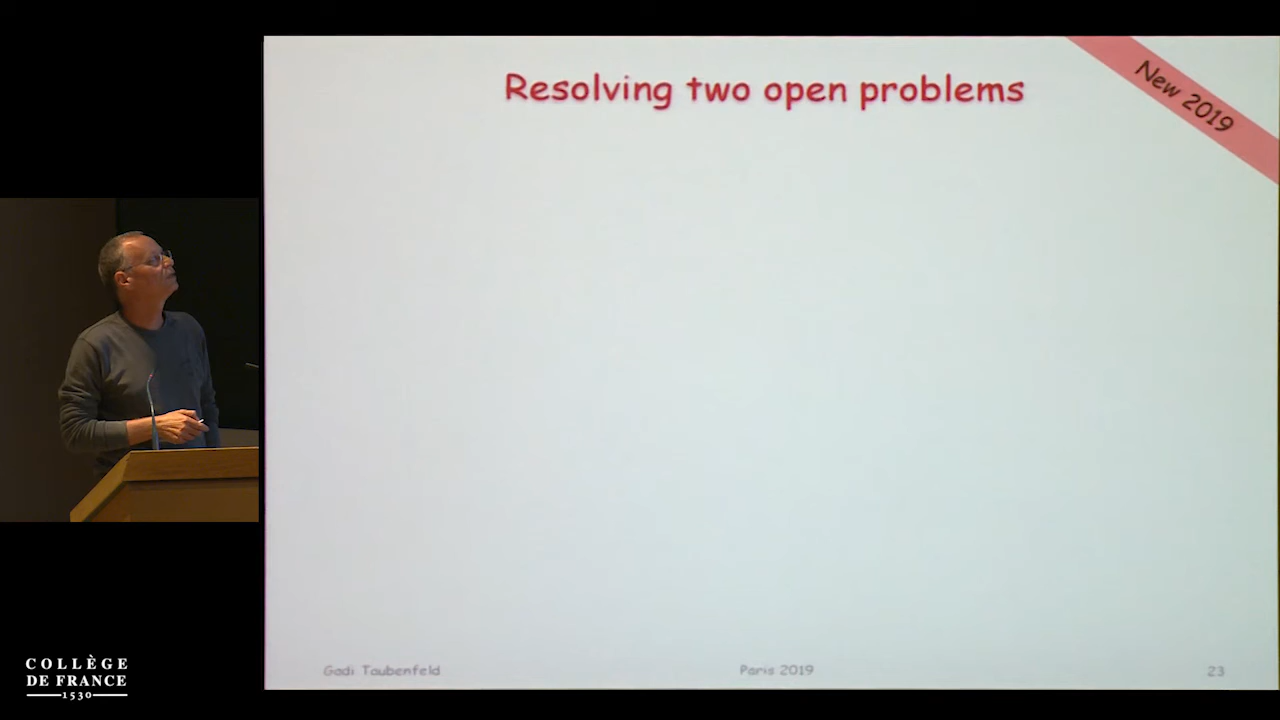 Resolving two open problems
New 2019
Gadi Taubenfeld
Paris 2019
23
COLLÈGE
DE FRANCE
1530